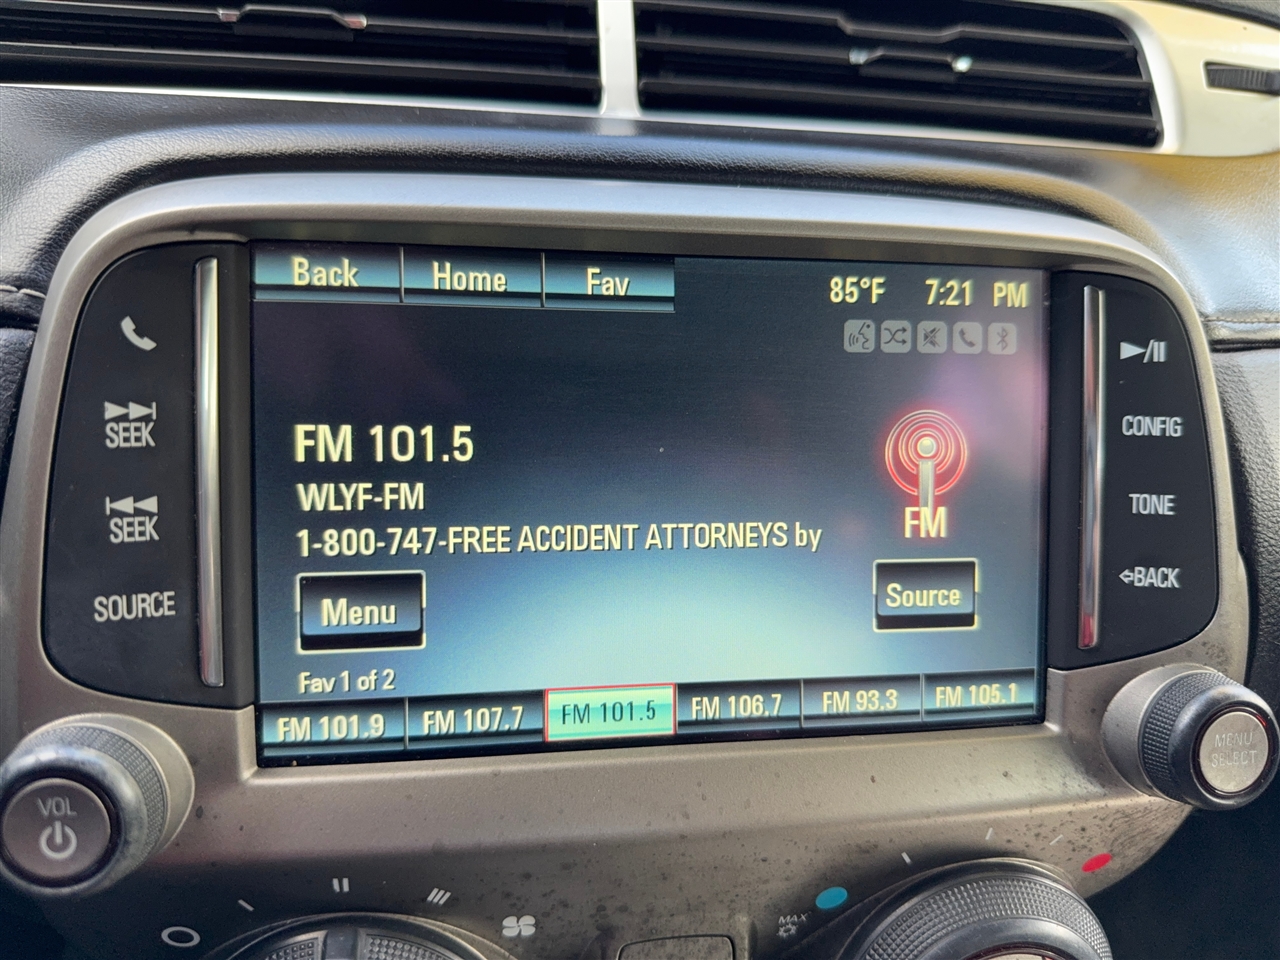 Back Home Fav
85°F 7:21 PM
SEEK
SEEK
SOURCE
FM 101.5
WLYF-FM
1-800-747-FREE ACCIDENT ATTORNEYS by
FM
Menu
Source
Fav 1 of 2
FM 101.9 FM 107.7 FM 101.5 FM 106.7 FM 93.3 FM 105.1
CONFIG
TONE
BACK
VOL
MENU
SELECT
MAX